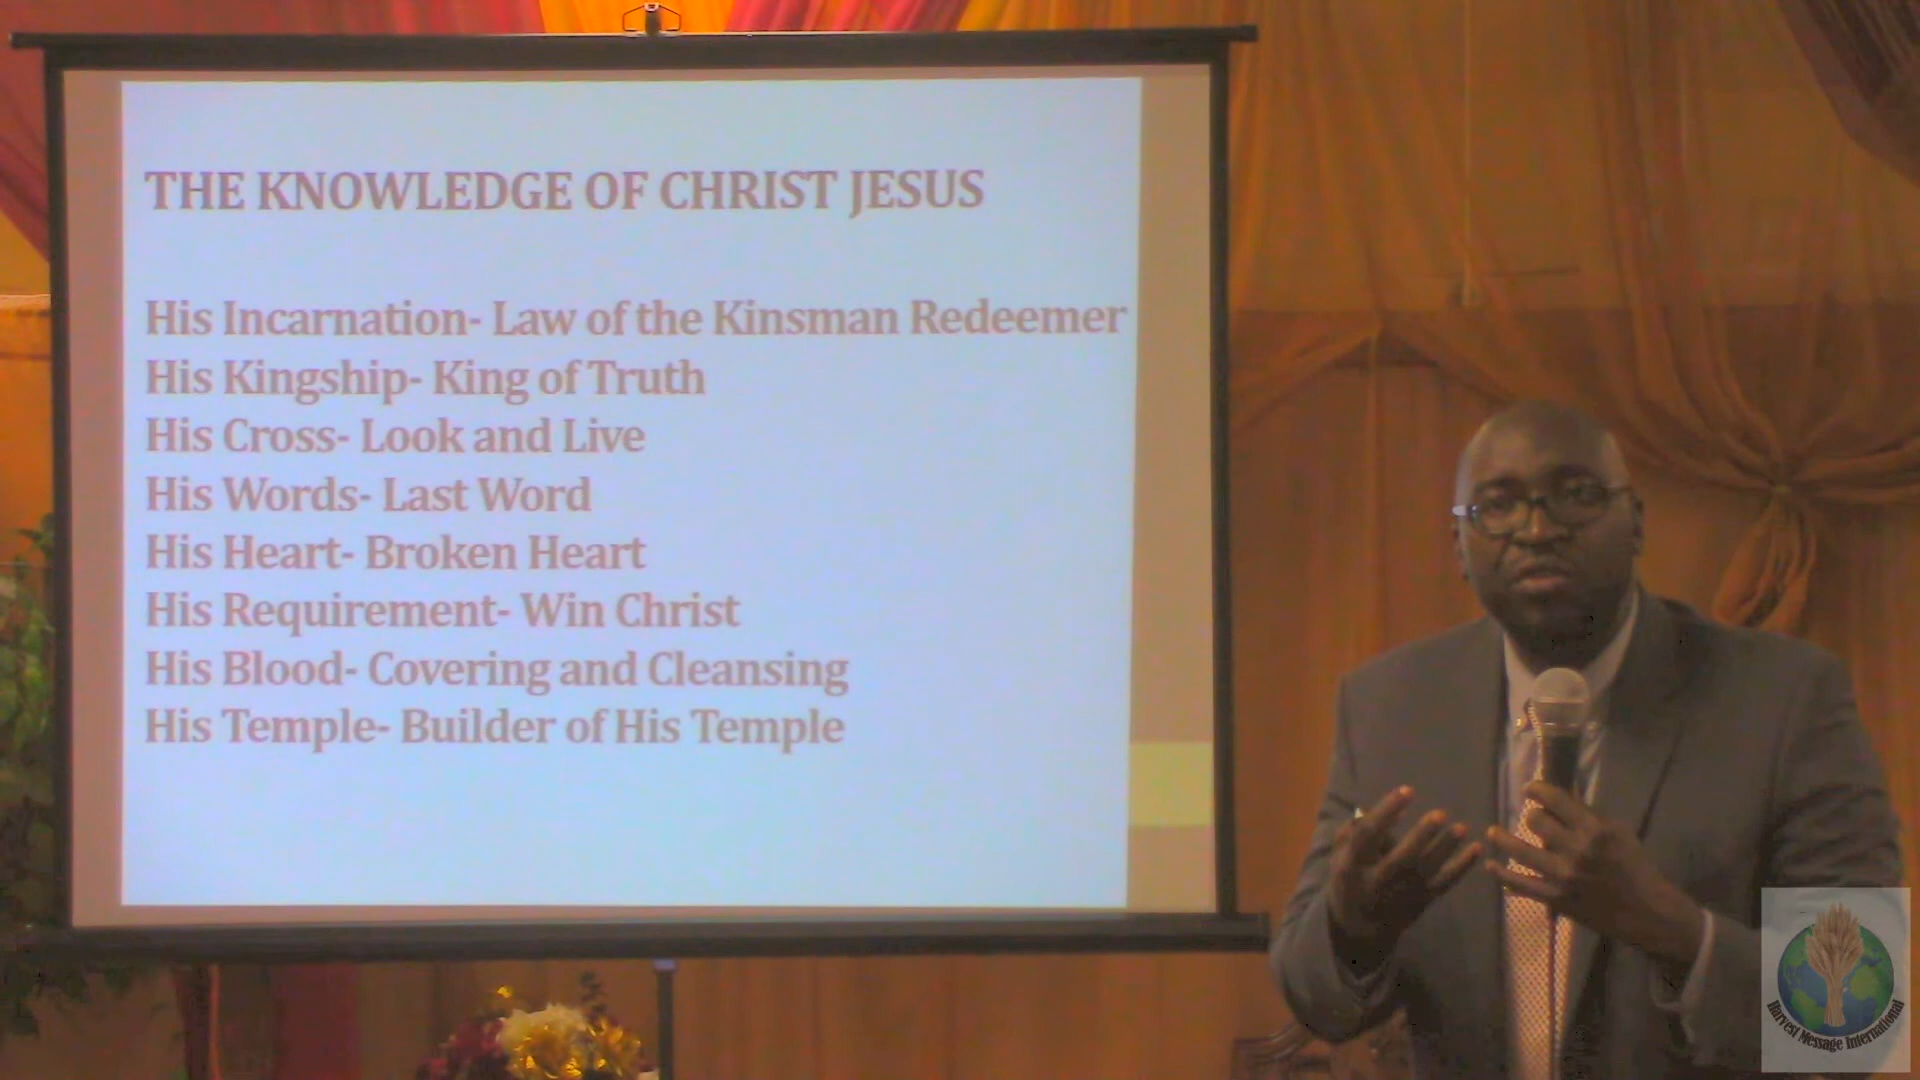 THE KNOWLEDGE OF CHRIST JESUS
His Incarnation- Law of the Kinsman Redeemer
His Kingship- King of Truth
His Cross- Look and Live
His Words- Last Word
His Heart- Broken Heart
His Requirement- Win Christ
His Blood- Covering and Cleansing
His Temple- Builder of His Temple
Harvest Message International